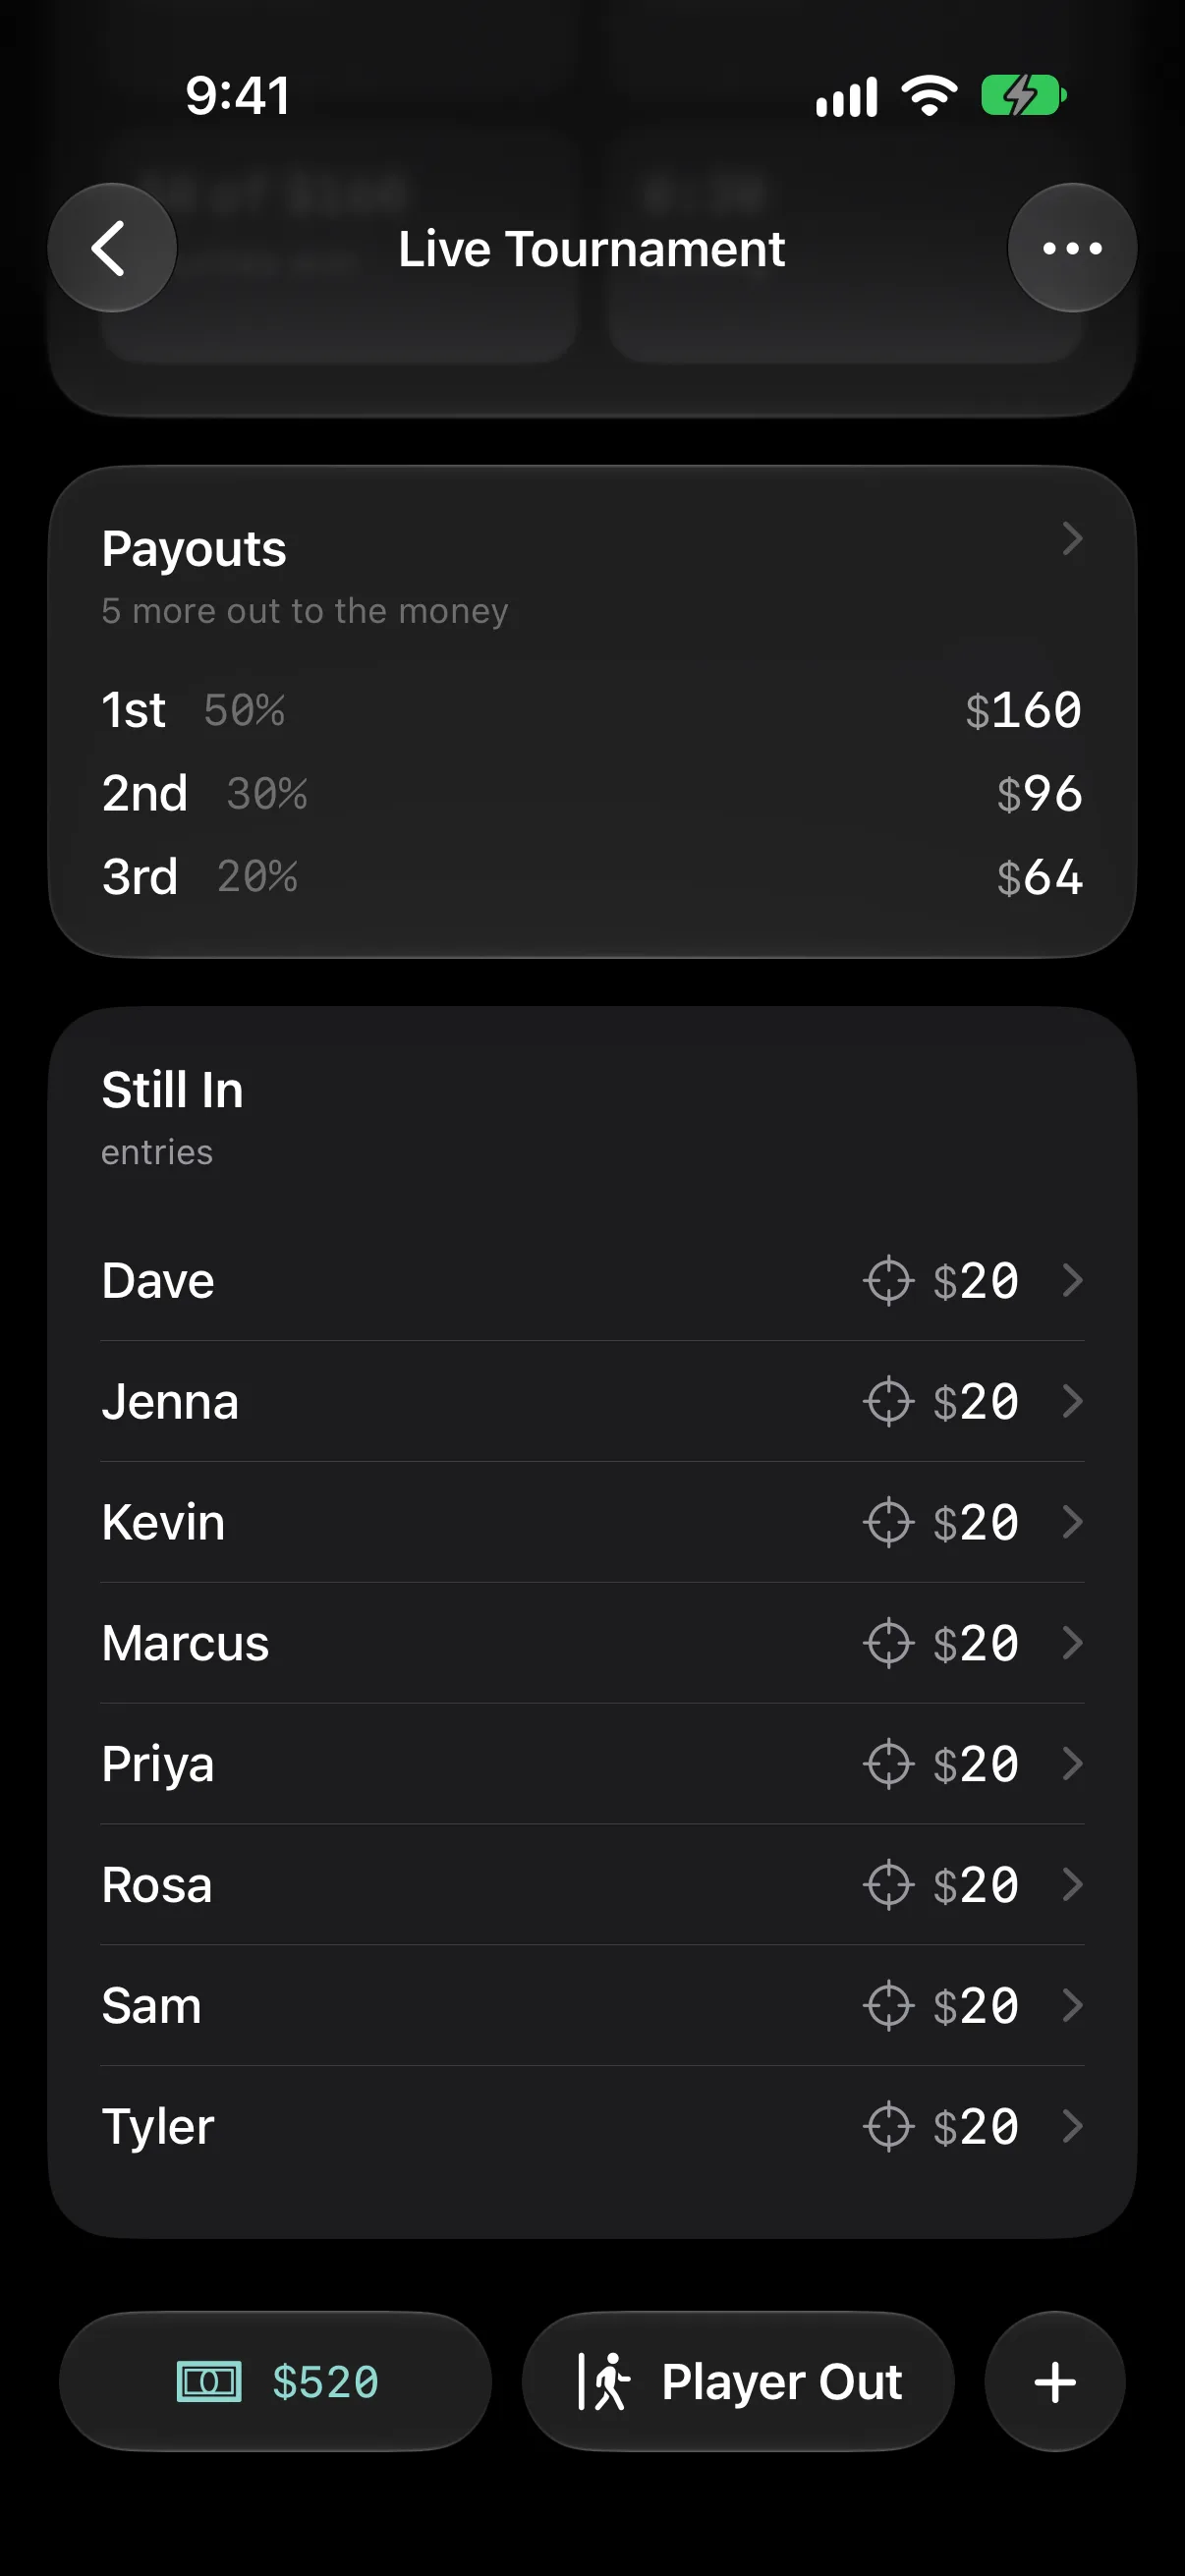 9:41
Live Tournament
Payouts
5 more out to the money
1st 50% $160
2nd 30% $96
3rd 20% $64
Still In
entries
Dave $20
Jenna $20
Kevin $20
Marcus $20
Priya $20
Rosa $20
Sam $20
Tyler $20
$520 Player Out